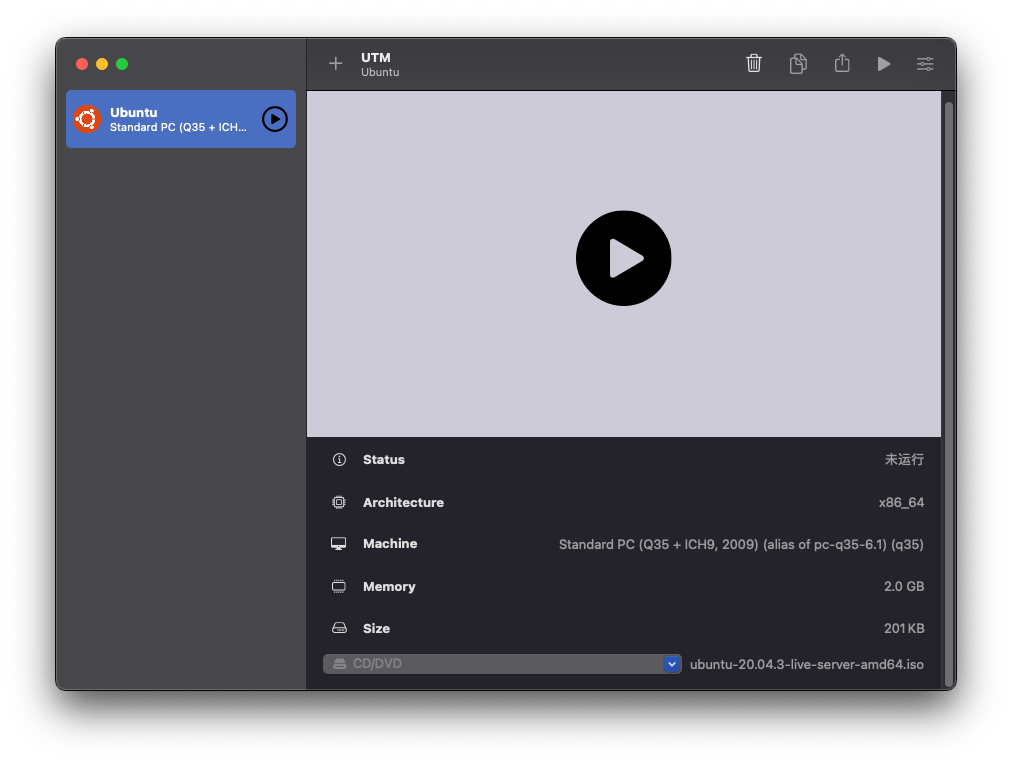 UTM
Ubuntu
Ubuntu
Standard PC (Q35 + ICH...
Status 未运行
Architecture x86_64
Machine Standard PC (Q35 + ICH9, 2009) (alias of pc-q35-6.1) (q35)
Memory 2.0 GB
Size 201 KB
CD/DVD ubuntu-20.04.3-live-server-amd64.iso